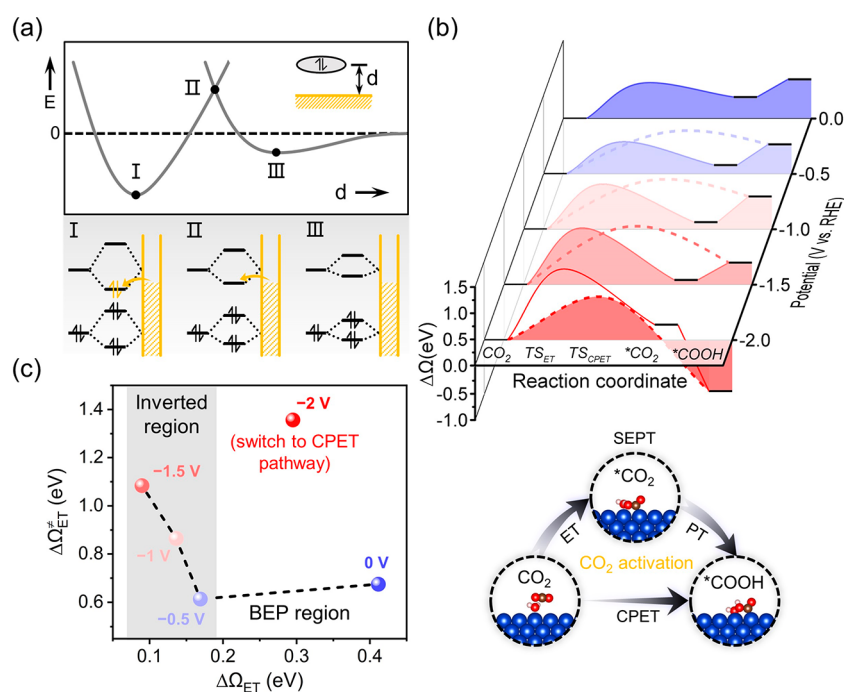 (a)
E
0
I
II
III
d
d
I
II
III
(b)
0.0
-0.5
-1.0
-1.5
-2.0
Potential (V vs. RHE)
1.5
1.0
0.5
0.0
-0.5
-1.0
ΔΩ(eV)
CO₂ TS_ET TS_CPET *CO₂ *COOH
Reaction coordinate
(c)
Inverted
region
−2 V
(switch to CPET
pathway)
−1.5 V
−1 V
−0.5 V
0 V
BEP region
1.4
1.2
1.0
0.8
0.6
0.1 0.2 0.3 0.4
ΔΩ≠_ET (eV)
ΔΩ_ET (eV)
SEPT
*CO₂
ET
PT
CO₂ activation
CO₂
*COOH
CPET